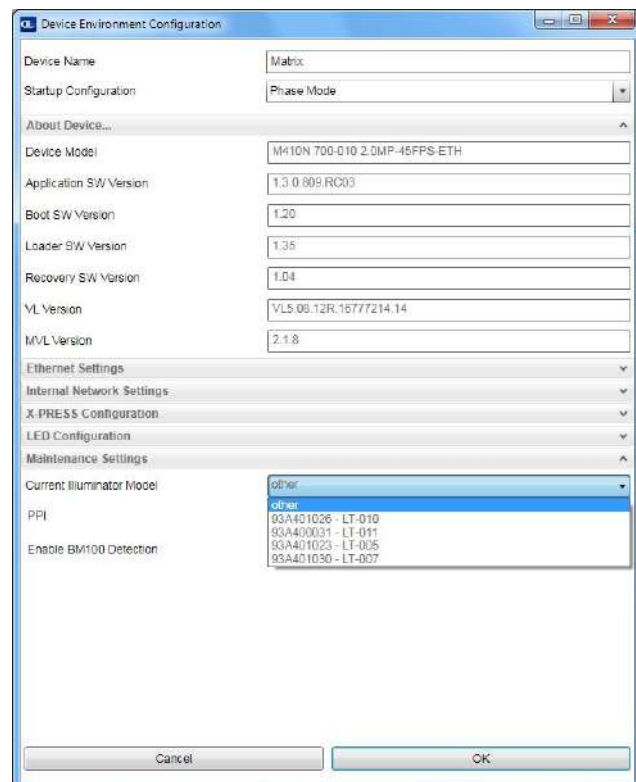 Device Environment Configuration
Device Name Matrix
Startup Configuration Phase Mode
About Device...
Device Model M410N 700-010 2.0MP-45FPS-ETH
Application SW Version 1.3.0.809.RC03
Boot SW Version 1.20
Loader SW Version 1.35
Recovery SW Version 1.04
VL Version VL5.08.12R.16777214.14
MVL Version 2.1.8
Ethernet Settings
Internal Network Settings
X-PRESS Configuration
LED Configuration
Maintenance Settings
Current Illuminator Model other
other
PPI 93A401026 - LT-010
93A400031 - LT-011
Enable BM100 Detection 93A401023 - LT-005
93A401030 - LT-007
Cancel OK